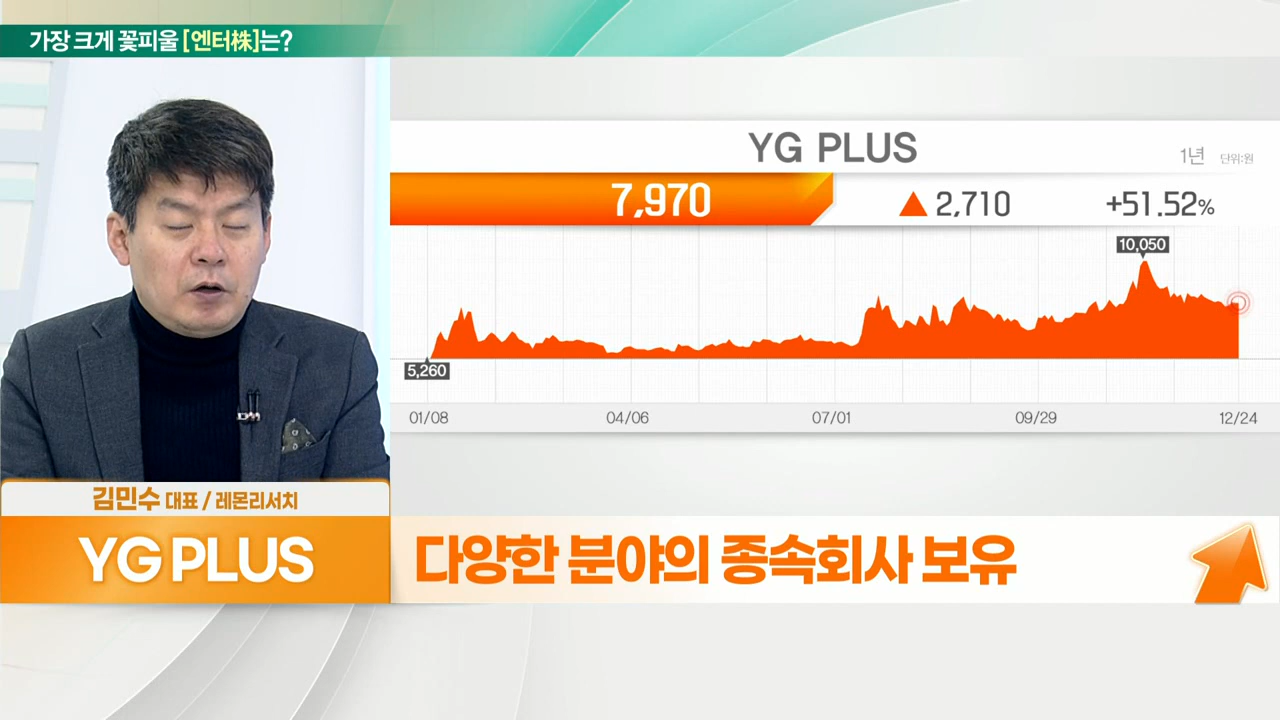 가장 크게 꽃피울 [엔터株]는?
YG PLUS
1년 단위:원
7,970 ▲ 2,710 +51.52%
10,050
5,260
01/08 04/06 07/01 09/29 12/24
김민수 대표 / 레몬리서치
YG PLUS
다양한 분야의 종속회사 보유